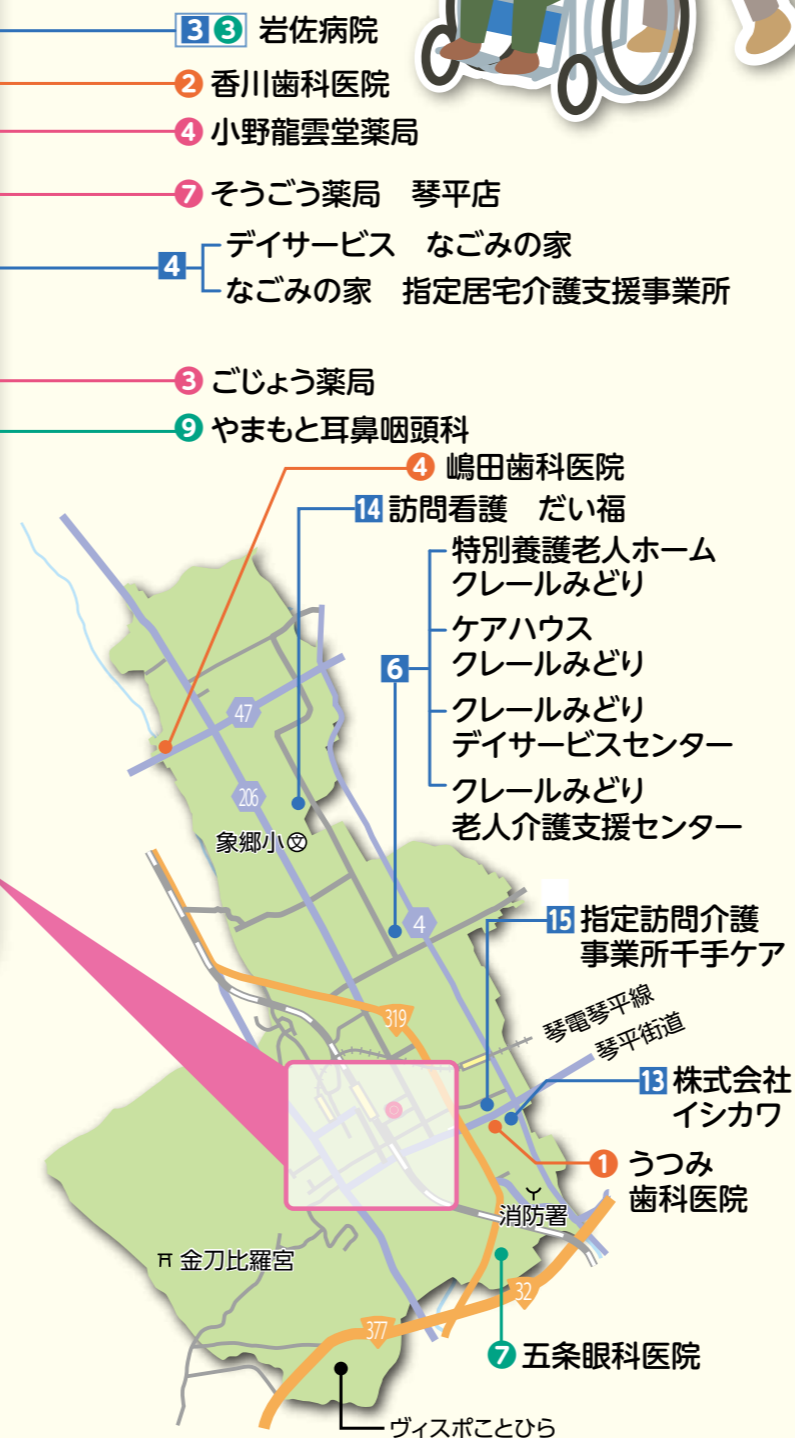 3 3 岩佐病院
2 香川歯科医院
4 小野龍雲堂薬局
7 そうごう薬局　琴平店
4 デイサービス　なごみの家
なごみの家　指定居宅介護支援事業所
3 ごじょう薬局
9 やまもと耳鼻咽頭科
4 嶋田歯科医院
14 訪問看護　だい福
6
特別養護老人ホーム
クレールみどり
ケアハウス
クレールみどり
クレールみどり
デイサービスセンター
クレールみどり
老人介護支援センター
47
206
象郷小 文
4
15 指定訪問介護
事業所千手ケア
319
琴電琴平線
琴平街道
13 株式会社
イシカワ
1 うつみ
歯科医院
消防署
金刀比羅宮
32
377
7 五条眼科医院
ヴィスポことひら